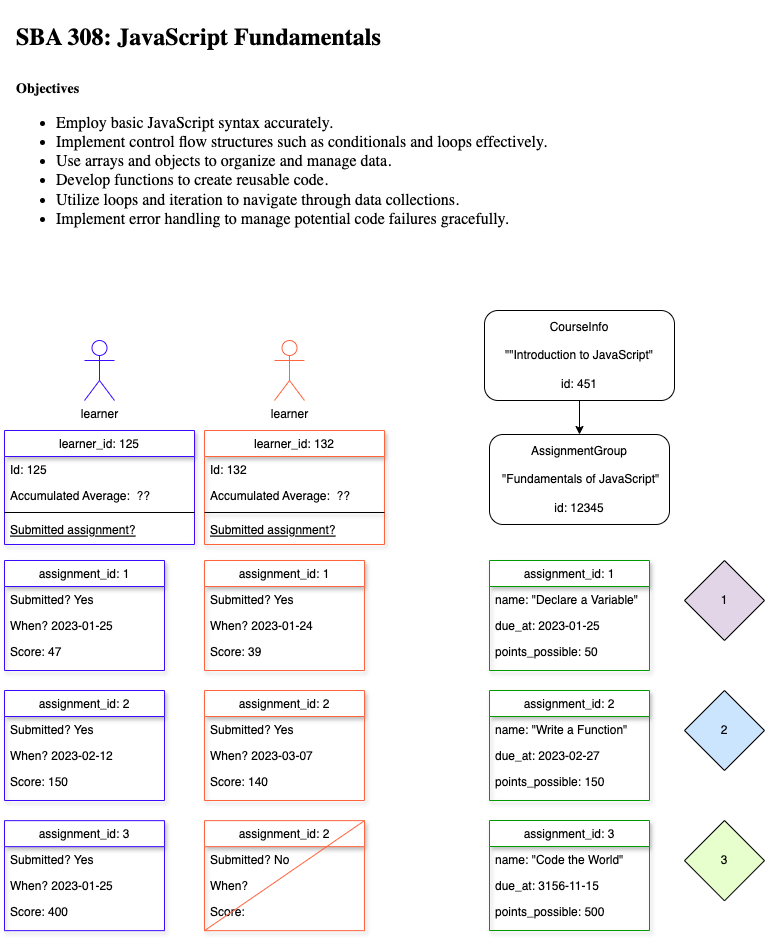 SBA 308: JavaScript Fundamentals
Objectives
• Employ basic JavaScript syntax accurately.
• Implement control flow structures such as conditionals and loops effectively.
• Use arrays and objects to organize and manage data.
• Develop functions to create reusable code.
• Utilize loops and iteration to navigate through data collections.
• Implement error handling to manage potential code failures gracefully.
learner
learner_id: 125
Id: 125
Accumulated Average: ??
Submitted assignment?
assignment_id: 1
Submitted? Yes
When? 2023-01-25
Score: 47
assignment_id: 2
Submitted? Yes
When? 2023-02-12
Score: 150
assignment_id: 3
Submitted? Yes
When? 2023-01-25
Score: 400
learner
learner_id: 132
Id: 132
Accumulated Average: ??
Submitted assignment?
assignment_id: 1
Submitted? Yes
When? 2023-01-24
Score: 39
assignment_id: 2
Submitted? Yes
When? 2023-03-07
Score: 140
assignment_id: 2
Submitted? No
When?
Score:
CourseInfo
""Introduction to JavaScript"
id: 451
AssignmentGroup
"Fundamentals of JavaScript"
id: 12345
assignment_id: 1
name: "Declare a Variable"
due_at: 2023-01-25
points_possible: 50
1
assignment_id: 2
name: "Write a Function"
due_at: 2023-02-27
points_possible: 150
2
assignment_id: 3
name: "Code the World"
due_at: 3156-11-15
points_possible: 500
3